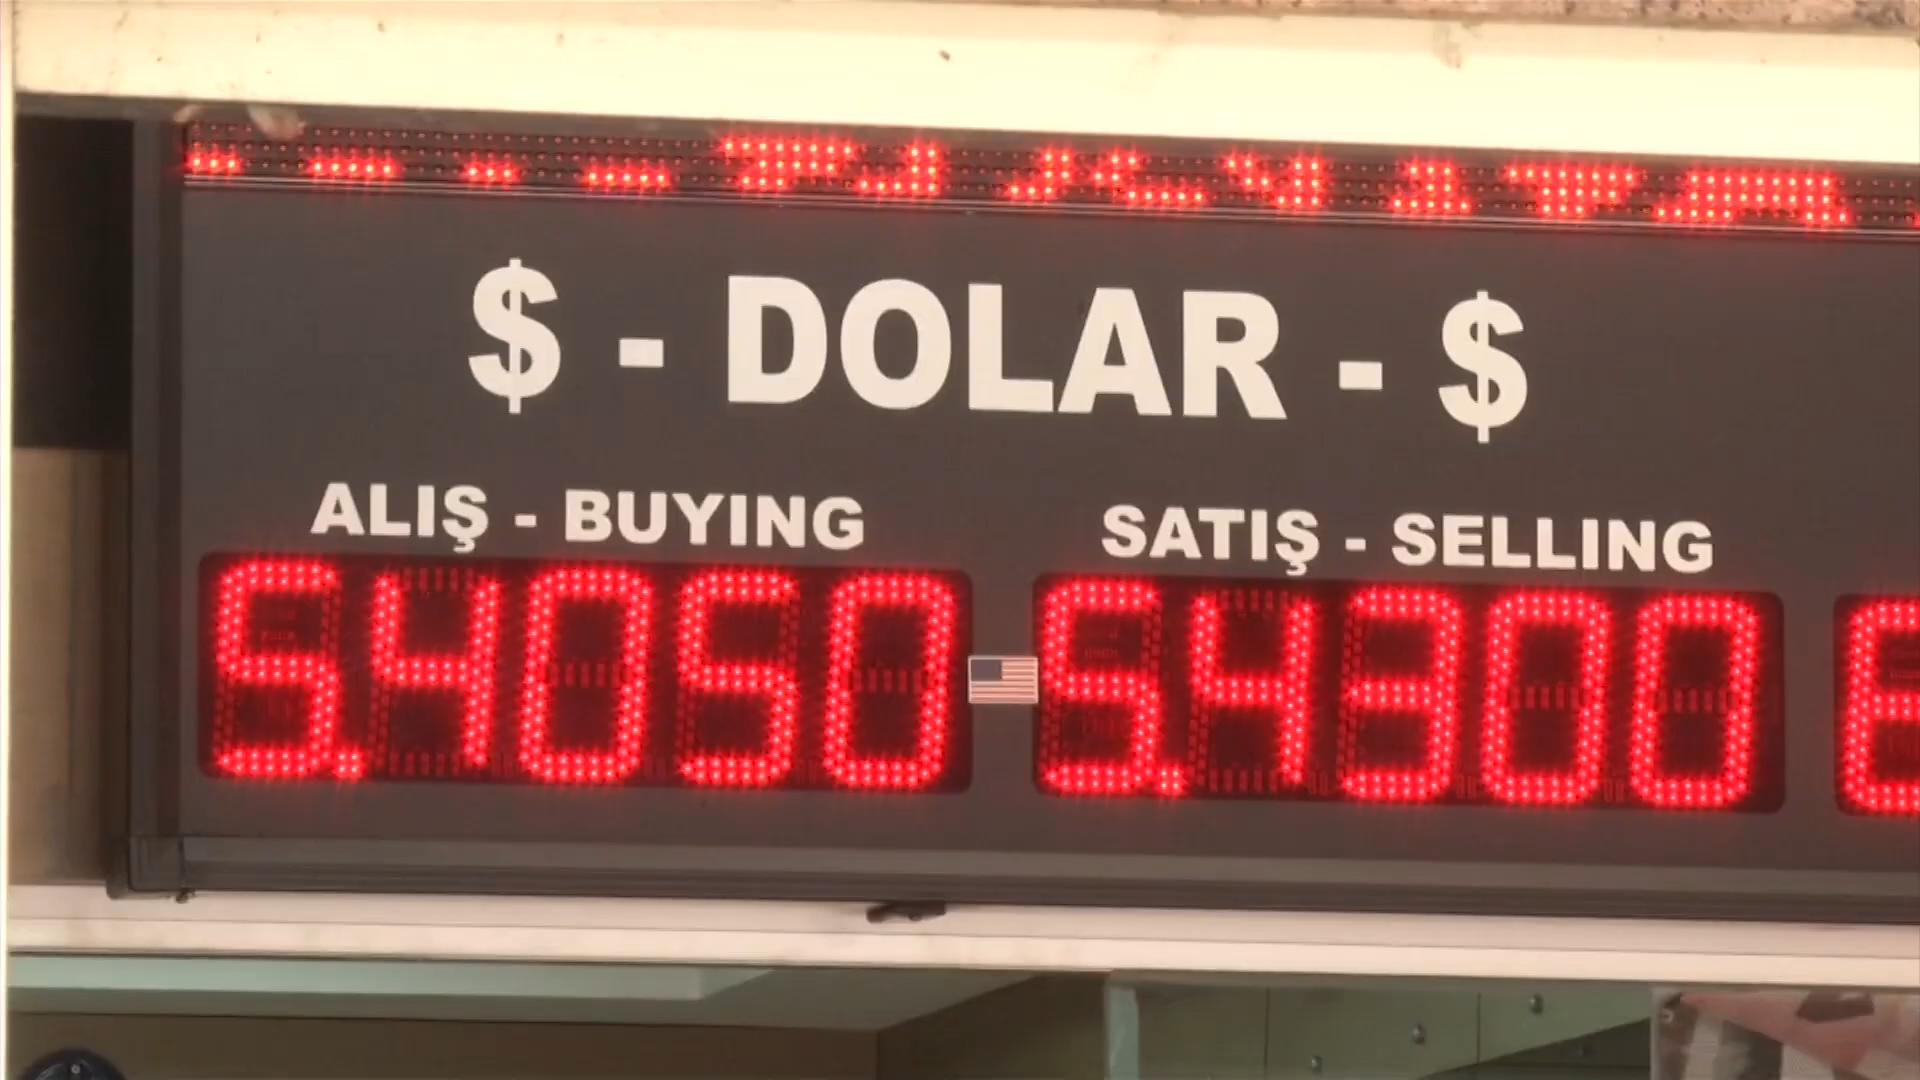 $ - DOLAR - $
ALIŞ - BUYING SATIŞ - SELLING
5.4050 5.4300